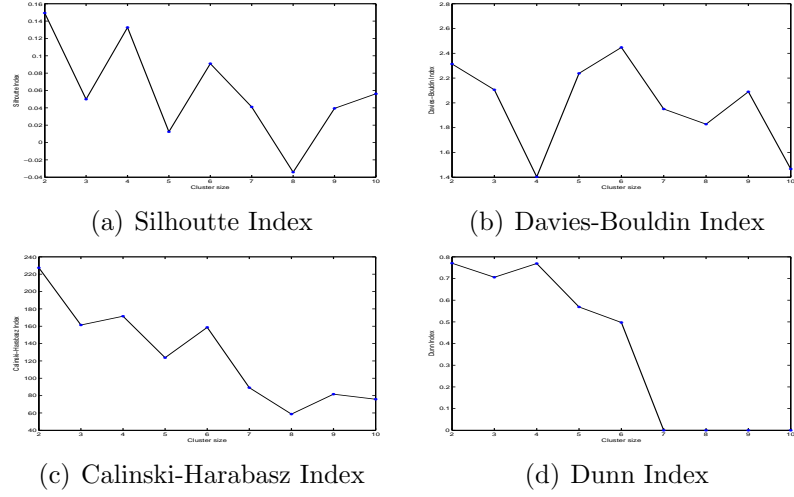 0.16
0.14
0.12
0.1
0.08
0.06
0.04
0.02
0
−0.02
−0.04
Silhoutte Index
2 3 4 5 6 7 8 9 10
Cluster size
(a) Silhoutte Index
2.8
2.6
2.4
2.2
2
1.8
1.6
1.4
Davies−Bouldin Index
2 3 4 5 6 7 8 9 10
Cluster size
(b) Davies-Bouldin Index
240
220
200
180
160
140
120
100
80
60
40
Calinski−Harabasz Index
2 3 4 5 6 7 8 9 10
Cluster size
(c) Calinski-Harabasz Index
0.8
0.7
0.6
0.5
0.4
0.3
0.2
0.1
0
Dunn Index
2 3 4 5 6 7 8 9 10
Cluster size
(d) Dunn Index